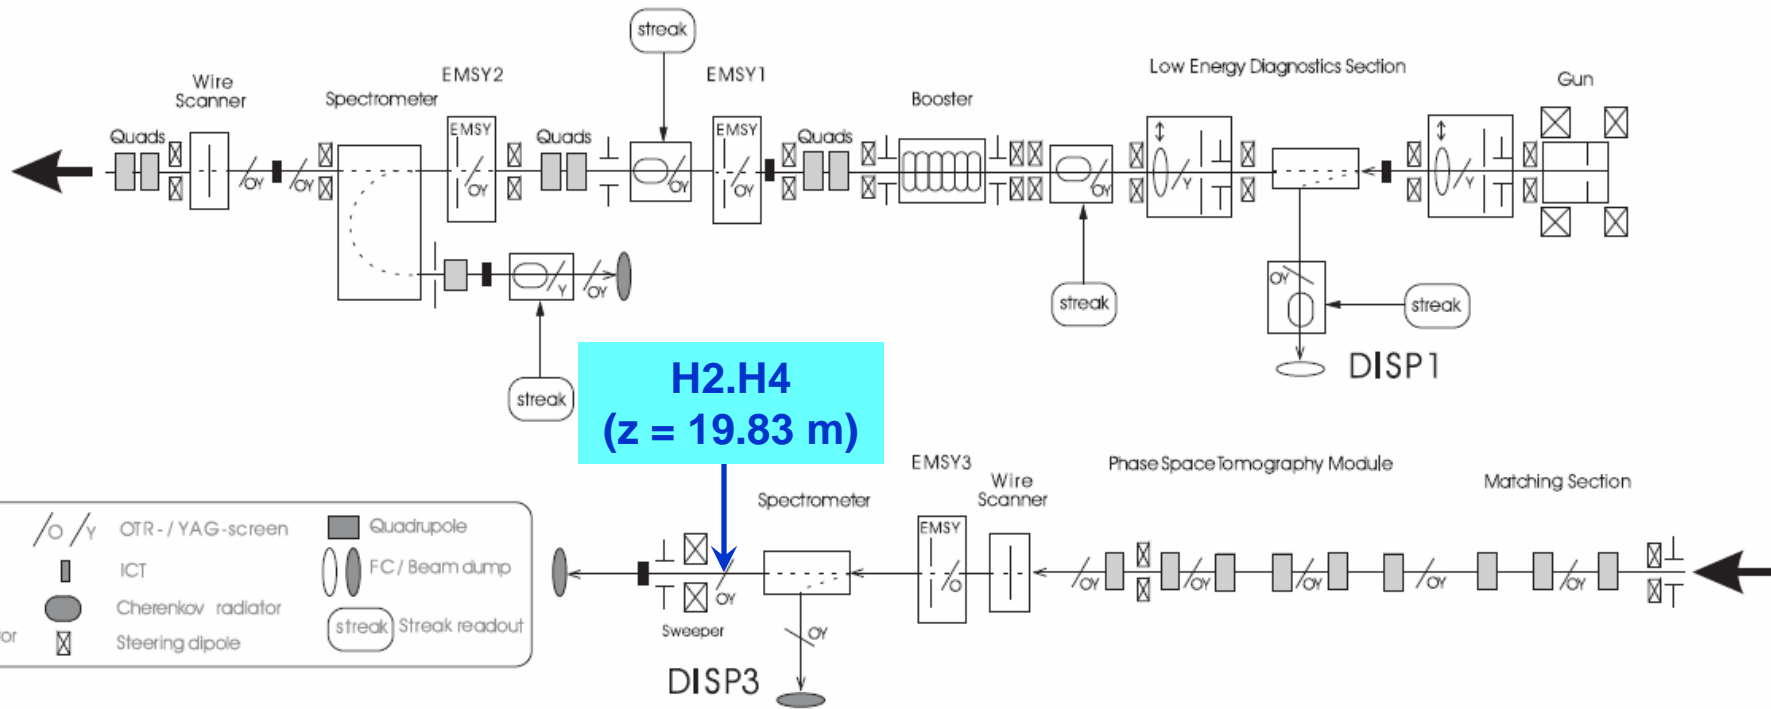 streak
EMSY2
EMSY1
Low Energy Diagnostics Section
Gun
Wire
Scanner
Spectrometer
Booster
Quads
EMSY
Quads
EMSY
Quads
OY
OY
OY
OY
OY
OY
Y
Y
Y
OY
OY
streak
streak
streak
DISP1
H2.H4
(z = 19.83 m)
EMSY3
Wire
Scanner
Phase Space Tomography Module
Matching Section
Spectrometer
EMSY
O
OY
OY
OY
OY
OY
OY
Sweeper
OY
DISP3
O Y OTR- / YAG-screen
Quadrupole
ICT
FC / Beam dump
Cherenkov radiator
streak Streak readout
tor
Steering dipole